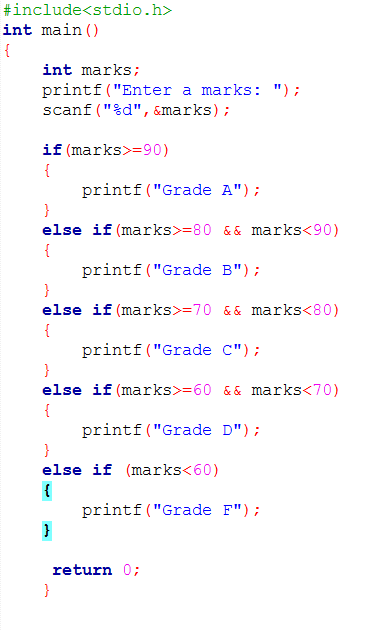 #include<stdio.h>
int main()
{
    int marks;
    printf("Enter a marks: ");
    scanf("%d",&marks);

    if(marks>=90)
    {
        printf("Grade A");
    }
    else if(marks>=80 && marks<90)
    {
        printf("Grade B");
    }
    else if(marks>=70 && marks<80)
    {
        printf("Grade C");
    }
    else if(marks>=60 && marks<70)
    {
        printf("Grade D");
    }
    else if (marks<60)
    {
        printf("Grade F");
    }

     return 0;
    }